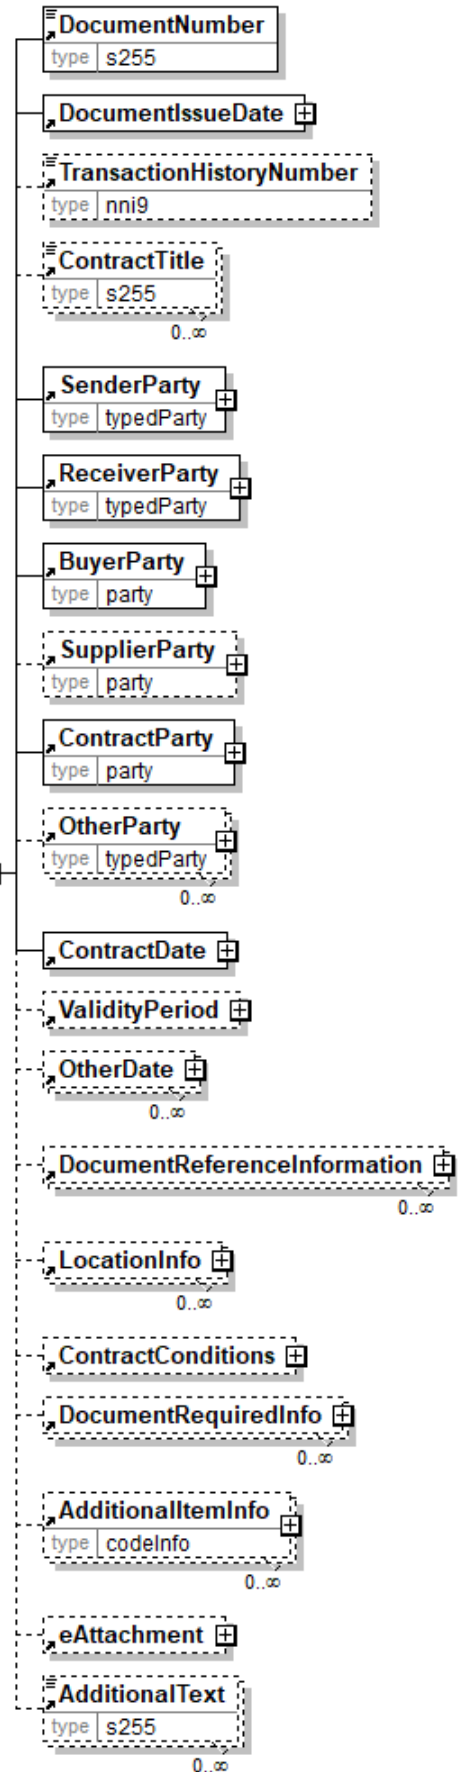 DocumentNumber
type s255
DocumentIssueDate
TransactionHistoryNumber
type nni9
ContractTitle
type s255
0..∞
SenderParty
type typedParty
ReceiverParty
type typedParty
BuyerParty
type party
SupplierParty
type party
ContractParty
type party
OtherParty
type typedParty
0..∞
ContractDate
ValidityPeriod
OtherDate
0..∞
DocumentReferenceInformation
0..∞
LocationInfo
0..∞
ContractConditions
DocumentRequiredInfo
0..∞
AdditionalItemInfo
type codeInfo
0..∞
eAttachment
AdditionalText
type s255
0..∞